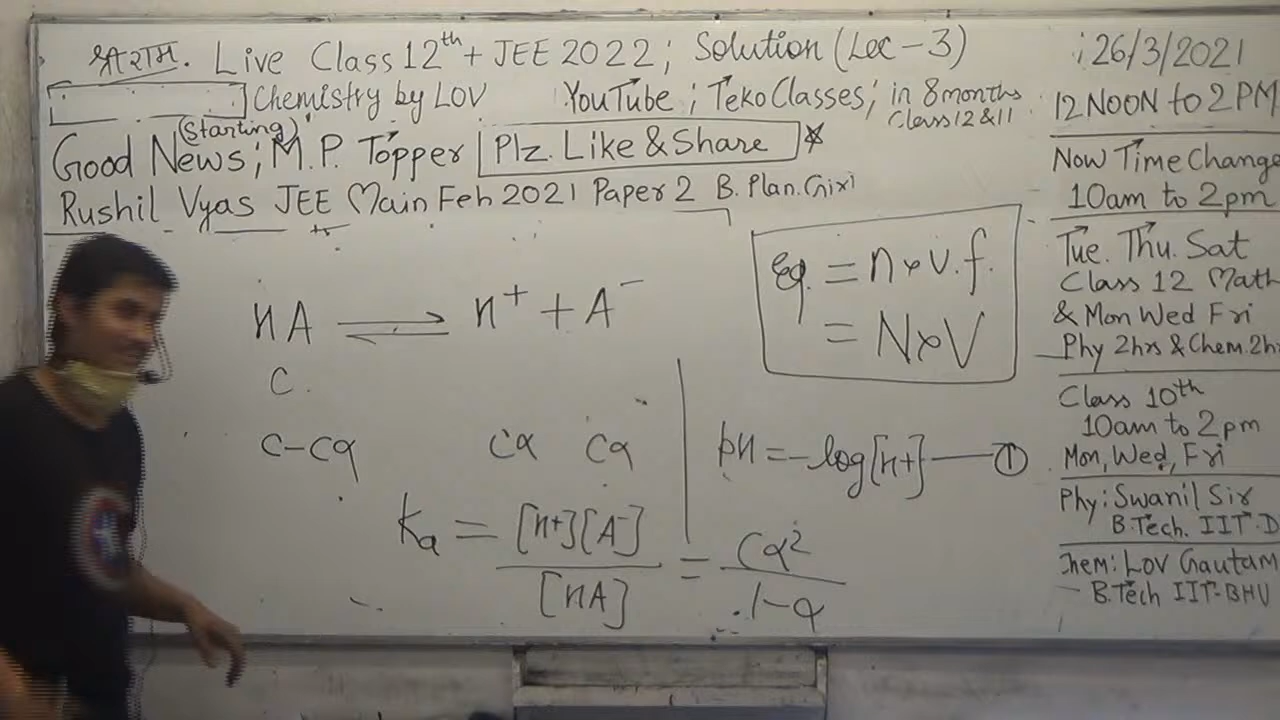 श्री राम. Live Class 12th + JEE 2022; Solution (Lec - 3)
Chemistry by LOV YouTube; TekoClasses; in 8 months
Class 12 & 11
(Starting)
Good News; M.P. Topper Plz. Like & Share
Rushil Vyas JEE Main Feb 2021 Paper 2 B. Plan.
26/3/2021
12 NOON to 2 PM
Now Time Change
10am to 2pm
Tue. Thu. Sat
Class 12 Math
& Mon Wed Fri
Phy 2hrs & Chem. 2h
Class 10th
10am to 2pm
Mon, Wed, Fri
Phy: Swanil Sir
B.Tech. IIT-D
Chem: Lov Gautam
B.Tech IIT-BHU
Eq. = n × v.f.
= N × V
HA ⇌ H⁺ + A⁻
C
C-Cα Cα Cα
Ka = [H+][A-] / [HA] = Cα² / 1-α
pH = -log[H+] — ①